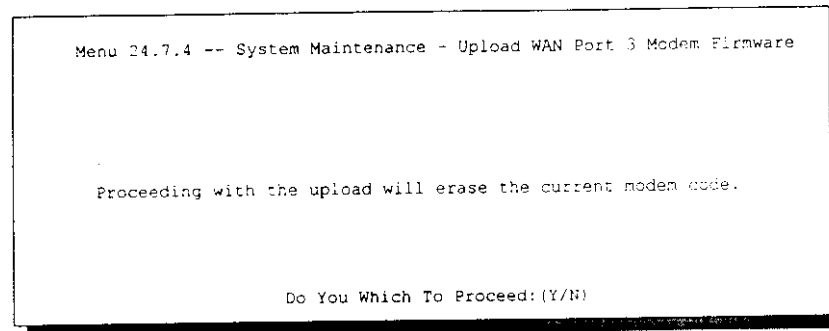 Menu 24.7.4 -- System Maintenance - Upload WAN Port 3 Modem Firmware
Proceeding with the upload will erase the current modem code.
Do You Which To Proceed:(Y/N)